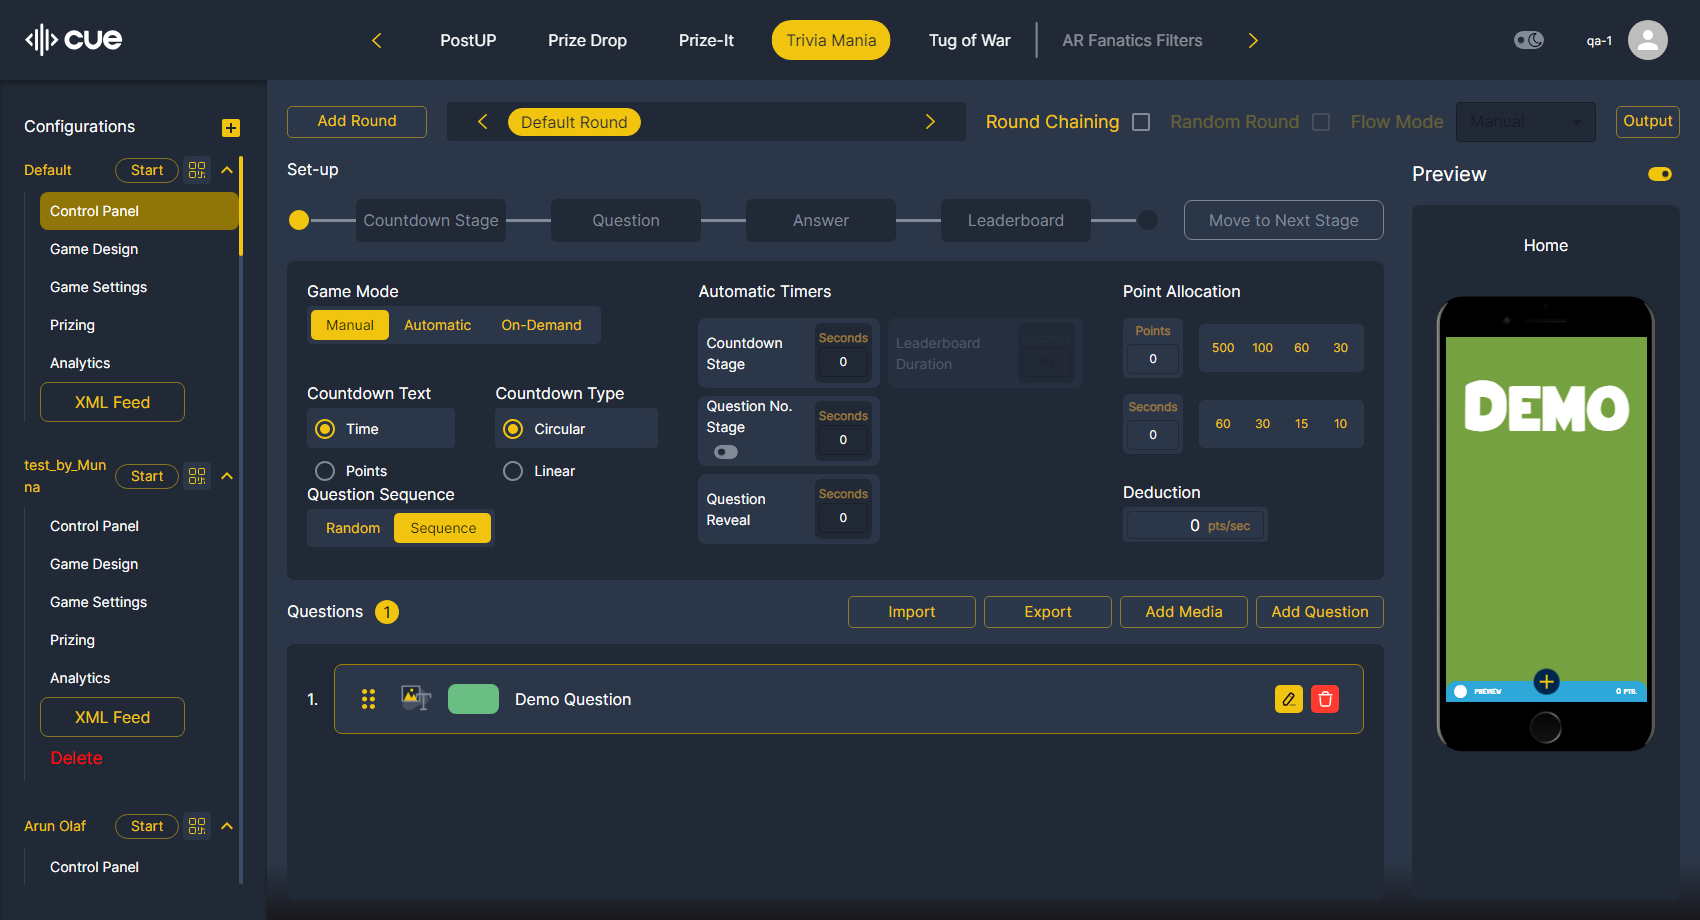 cue
PostUP
Prize Drop
Prize-It
Trivia Mania
Tug of War
AR Fanatics Filters
qa-1
Configurations
Default
Start
Control Panel
Game Design
Game Settings
Prizing
Analytics
XML Feed
test_by_Mun
na
Start
Control Panel
Game Design
Game Settings
Prizing
Analytics
XML Feed
Delete
Arun Olaf
Start
Control Panel
Add Round
Default Round
Round Chaining
Random Round
Flow Mode
Manual
Output
Set-up
Countdown Stage
Question
Answer
Leaderboard
Move to Next Stage
Game Mode
Manual
Automatic
On-Demand
Countdown Text
Time
Points
Countdown Type
Circular
Linear
Question Sequence
Random
Sequence
Automatic Timers
Countdown
Stage
Seconds
0
Leaderboard
Duration
Seconds
10
Question No.
Stage
Seconds
0
Question
Reveal
Seconds
0
Point Allocation
Points
0
500 100 60 30
Seconds
0
60 30 15 10
Deduction
0 pts/sec
Questions 1
Import
Export
Add Media
Add Question
1.
Demo Question
Preview
Home
DEMO
PREVIEW
0 PTS.